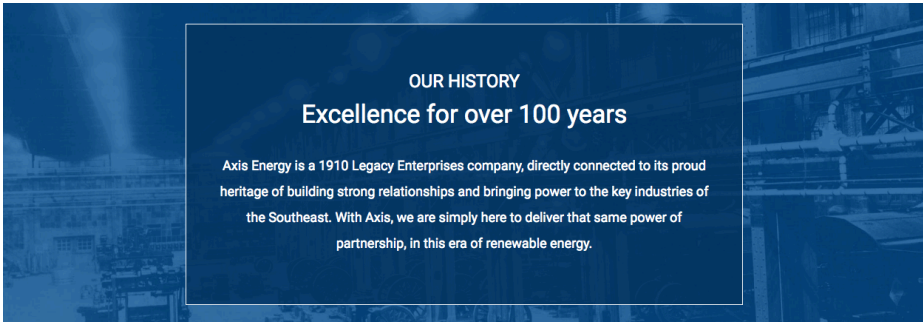 OUR HISTORY
Excellence for over 100 years
Axis Energy is a 1910 Legacy Enterprises company, directly connected to its proud
heritage of building strong relationships and bringing power to the key industries of
the Southeast. With Axis, we are simply here to deliver that same power of
partnership, in this era of renewable energy.